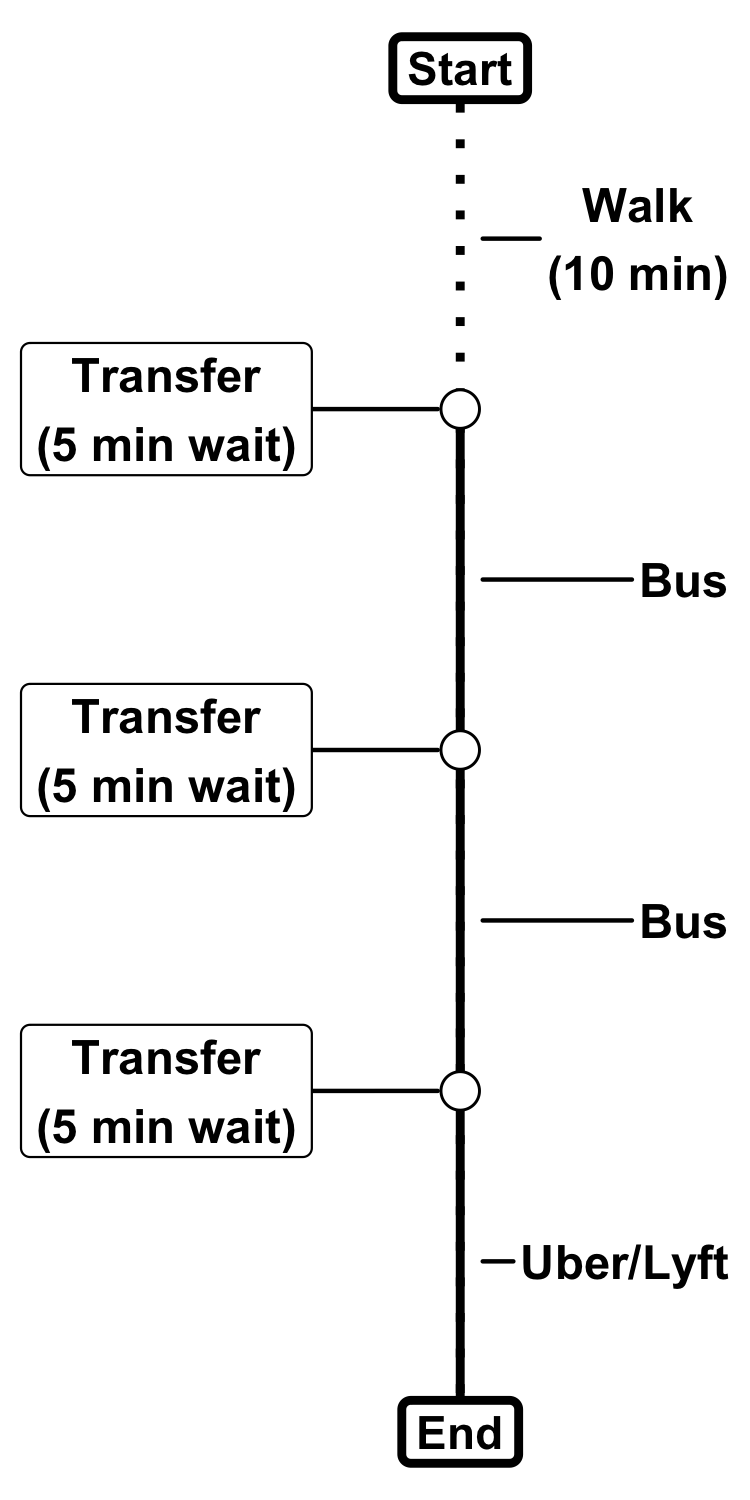 Start
Walk
(10 min)
Transfer
(5 min wait)
Bus
Transfer
(5 min wait)
Bus
Transfer
(5 min wait)
Uber/Lyft
End